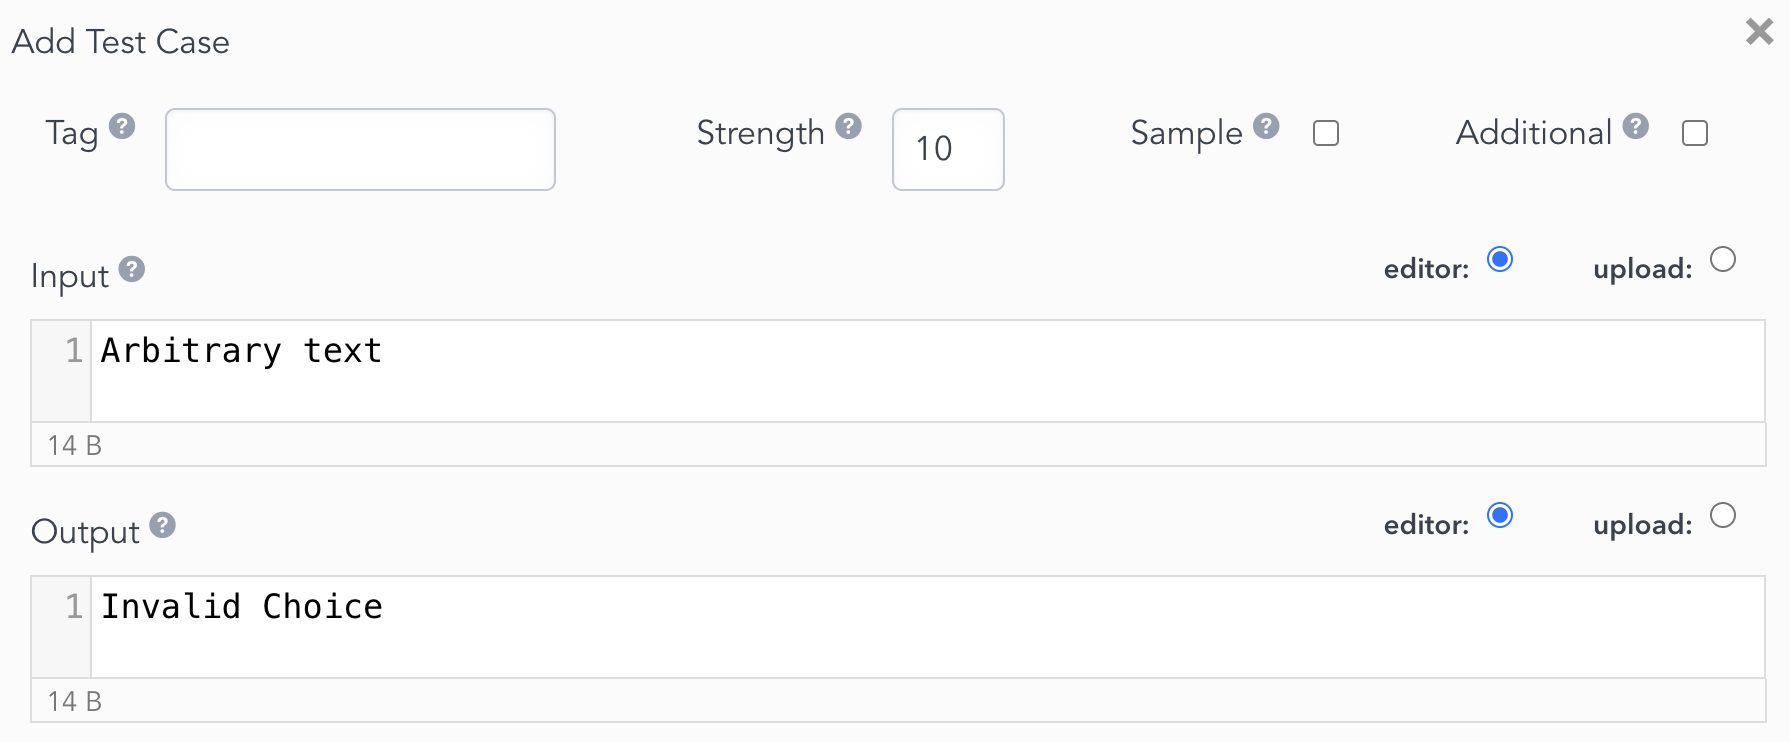 Add Test Case
Tag ? Strength ? 10 Sample ? Additional ?
Input ? editor: upload:
1 Arbitrary text
14 B
Output ? editor: upload:
1 Invalid Choice
14 B